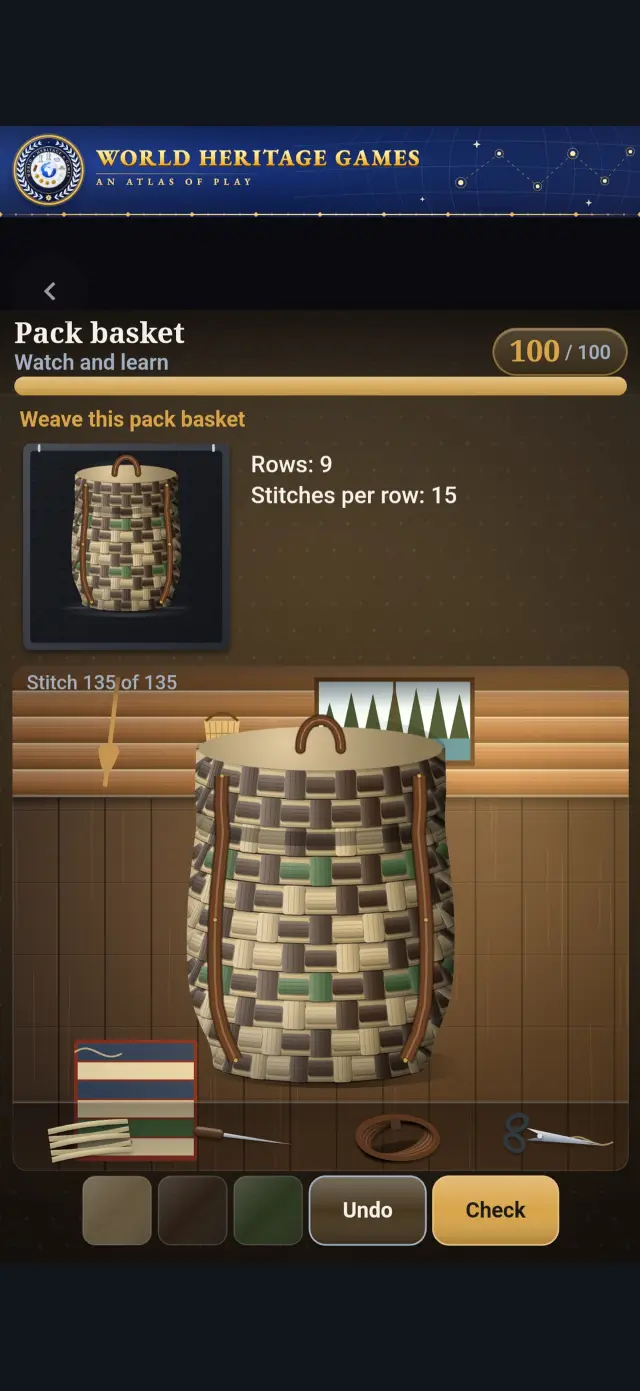 WORLD HERITAGE GAMES
AN ATLAS OF PLAY
Pack basket
Watch and learn
100 / 100
Weave this pack basket
Rows: 9
Stitches per row: 15
Stitch 135 of 135
Undo
Check